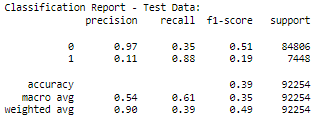 Classification Report - Test Data:
precision recall f1-score support
0 0.97 0.35 0.51 84806
1 0.11 0.88 0.19 7448
accuracy 0.39 92254
macro avg 0.54 0.61 0.35 92254
weighted avg 0.90 0.39 0.49 92254